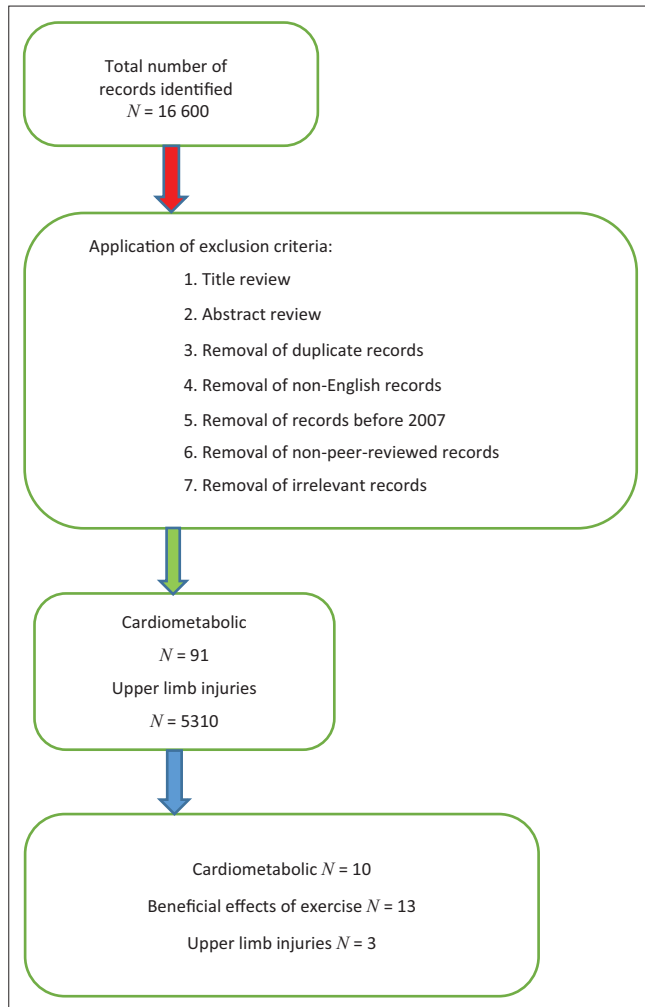 Total number of
records identified
N = 16 600
Application of exclusion criteria:
1. Title review
2. Abstract review
3. Removal of duplicate records
4. Removal of non-English records
5. Removal of records before 2007
6. Removal of non-peer-reviewed records
7. Removal of irrelevant records
Cardiometabolic
N = 91
Upper limb injuries
N = 5310
Cardiometabolic N = 10
Beneficial effects of exercise N = 13
Upper limb injuries N = 3